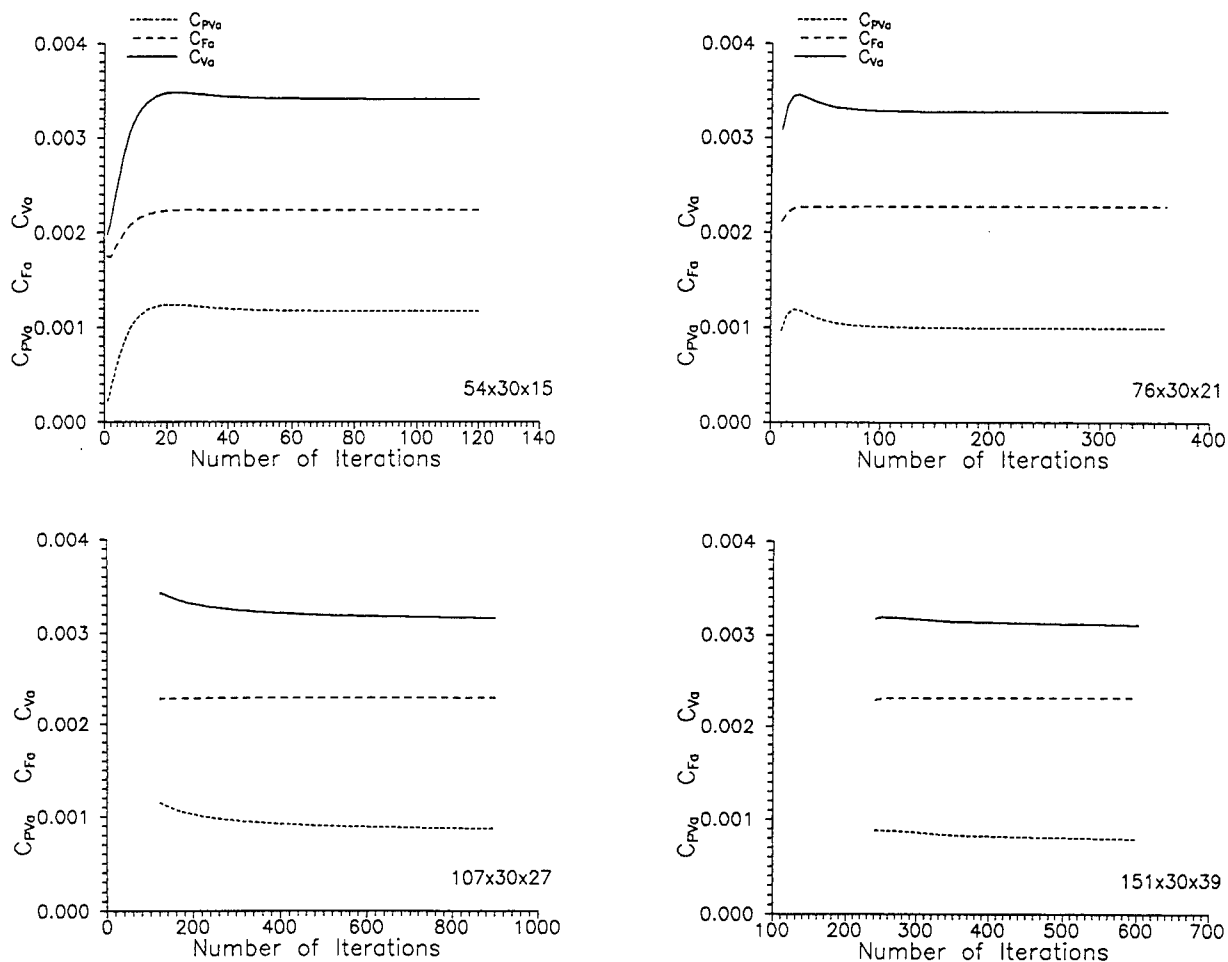 C_PVa
C_Fa
C_Va
0.004
0.003
0.002
0.001
0.000
C_PVa C_Fa C_Va
54x30x15
0 20 40 60 80 100 120 140
Number of Iterations
C_PVa
C_Fa
C_Va
0.004
0.003
0.002
0.001
0.000
C_PVa C_Fa C_Va
76x30x21
0 100 200 300 400
Number of Iterations
0.004
0.003
0.002
0.001
0.000
C_PVa C_Fa C_Va
107x30x27
0 200 400 600 800 1000
Number of Iterations
0.004
0.003
0.002
0.001
0.000
C_PVa C_Fa C_Va
151x30x39
100 200 300 400 500 600 700
Number of Iterations